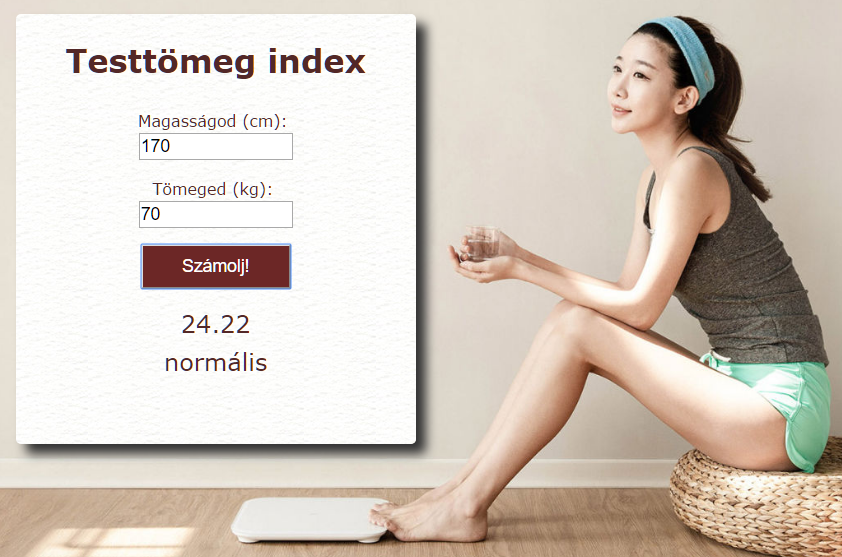 Testtömeg index
Magasságod (cm):
170
Tömeged (kg):
70
Számolj!
24.22
normális